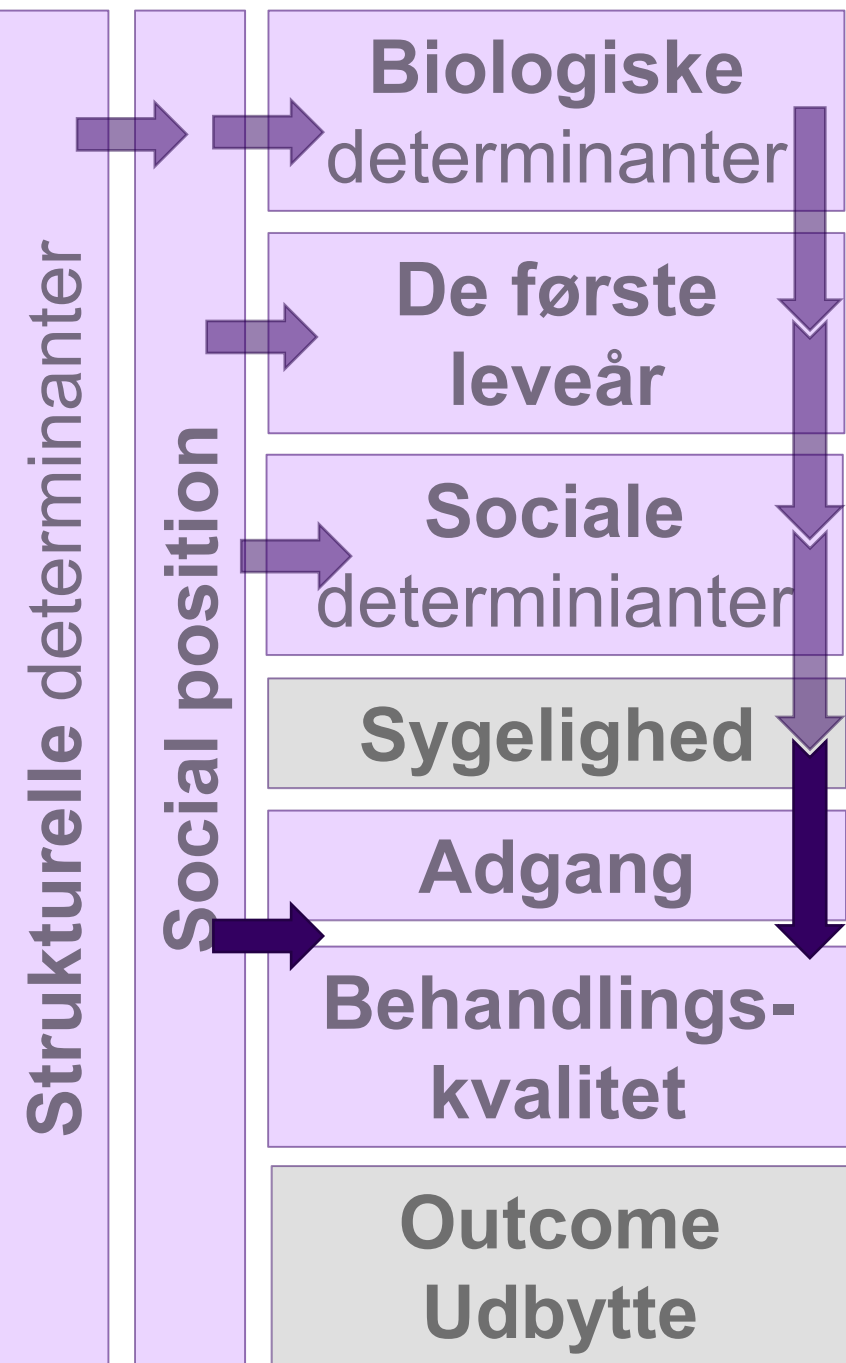 Strukturelle determinanter
Social position
Biologiske
determinanter
De første
leveår
Sociale
determinianter
Sygelighed
Adgang
Behandlings-
kvalitet
Outcome
Udbytte